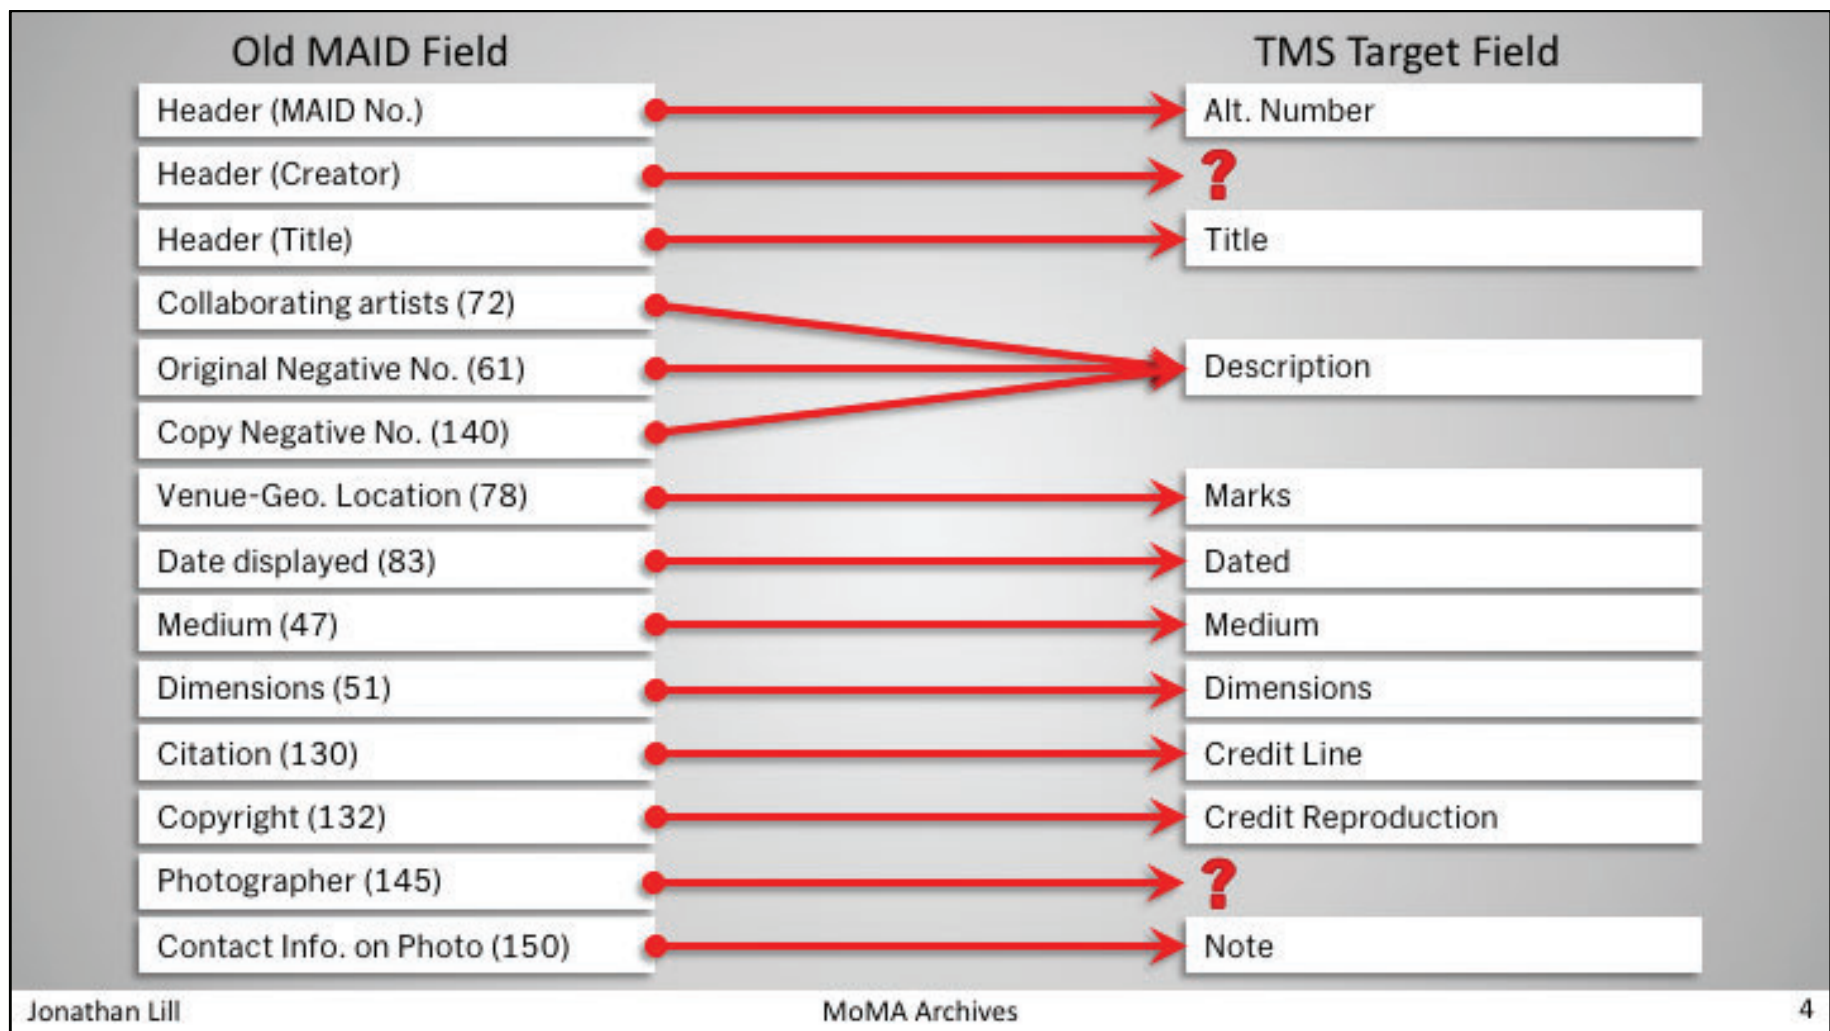 Old MAID Field TMS Target Field
Header (MAID No.) Alt. Number
Header (Creator) ?
Header (Title) Title
Collaborating artists (72)
Original Negative No. (61) Description
Copy Negative No. (140)
Venue-Geo. Location (78) Marks
Date displayed (83) Dated
Medium (47) Medium
Dimensions (51) Dimensions
Citation (130) Credit Line
Copyright (132) Credit Reproduction
Photographer (145) ?
Contact Info. on Photo (150) Note
Jonathan Lill MoMA Archives 4